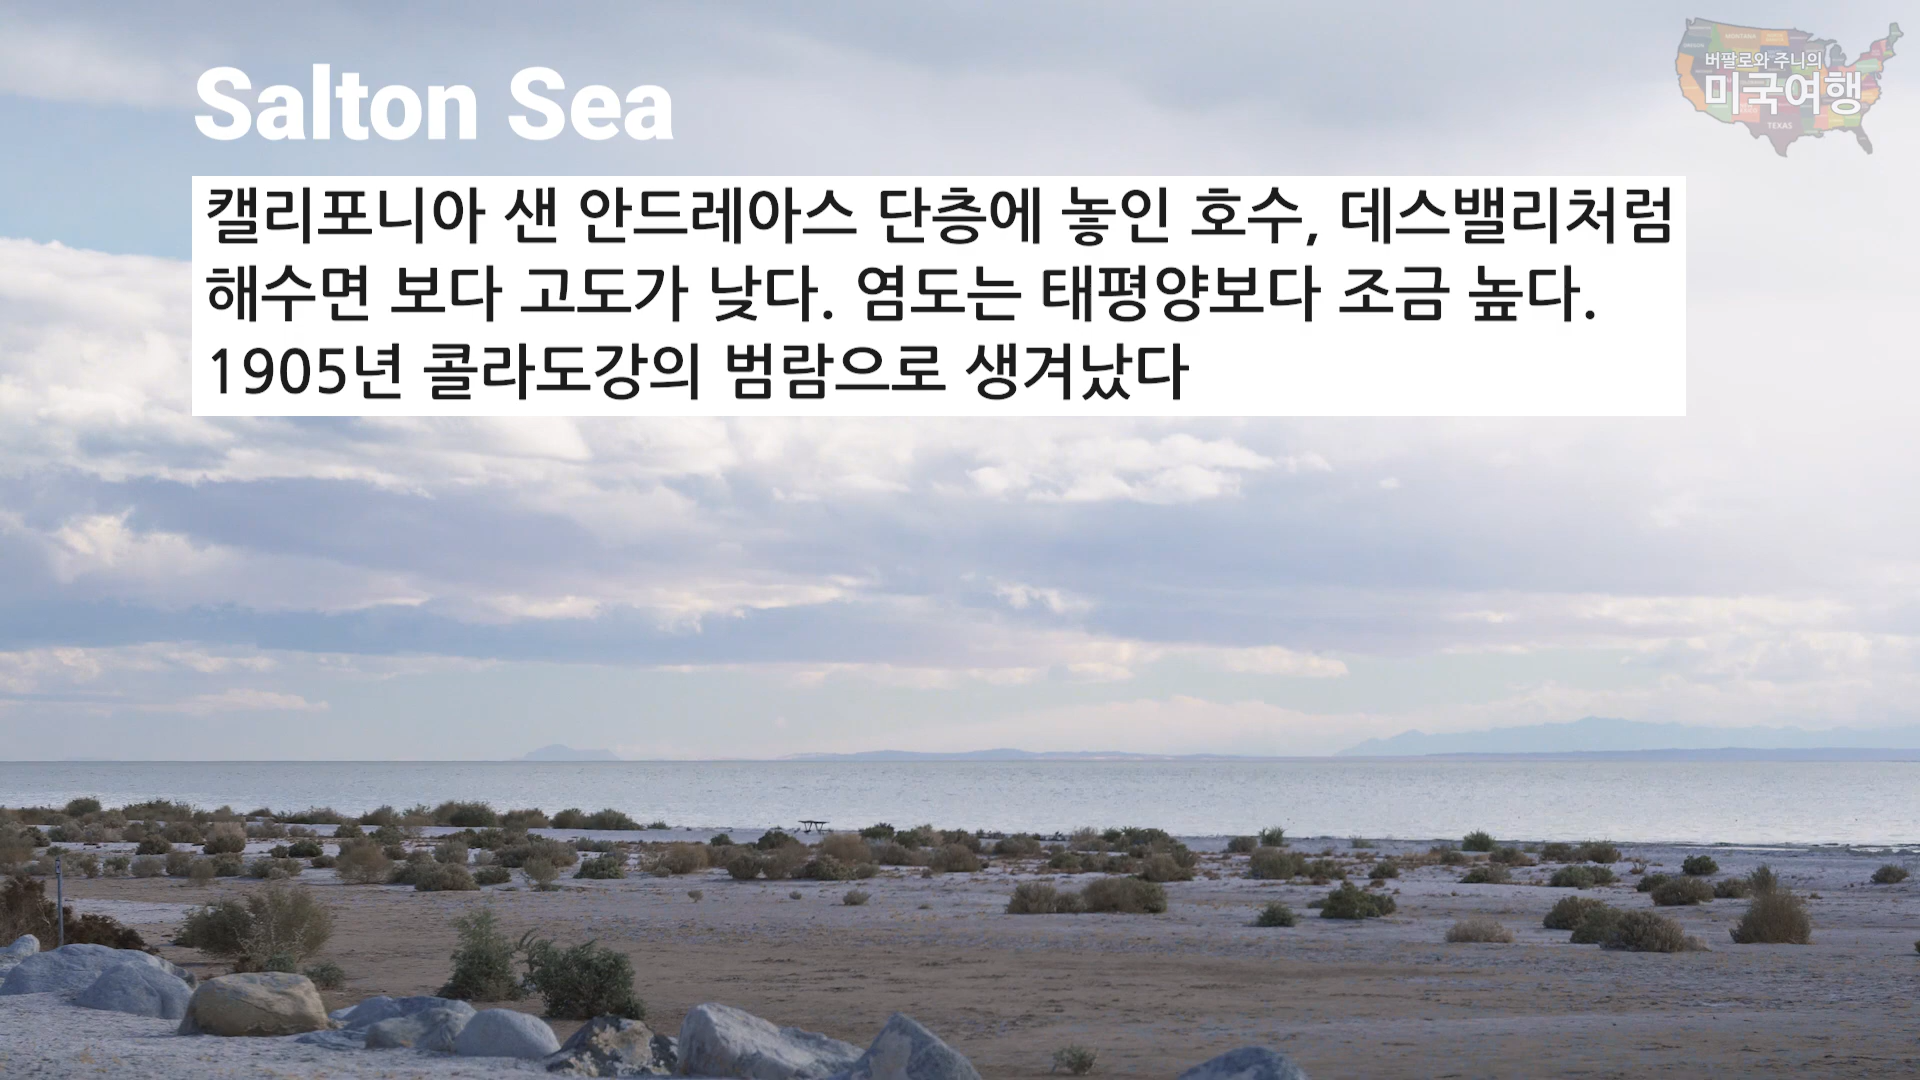 Salton Sea
캘리포니아 샌 안드레아스 단층에 놓인 호수, 데스밸리처럼
해수면 보다 고도가 낮다. 염도는 태평양보다 조금 높다.
1905년 콜라도강의 범람으로 생겨났다
버팔로와 주니의
미국여행
MONTANA
TEXAS